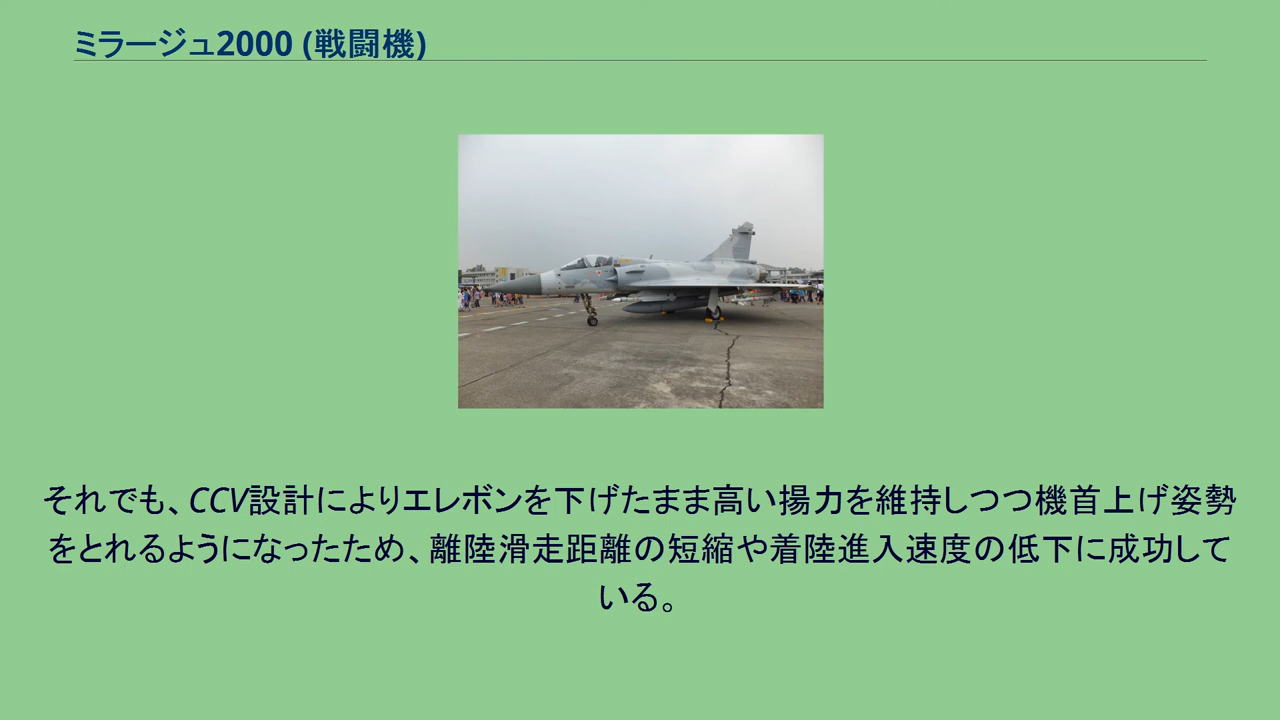 ミラージュ2000 (戦闘機)
それでも、CCV設計によりエレボンを下げたまま高い揚力を維持しつつ機首上げ姿勢
をとれるようになったため、離陸滑走距離の短縮や着陸進入速度の低下に成功して
いる。